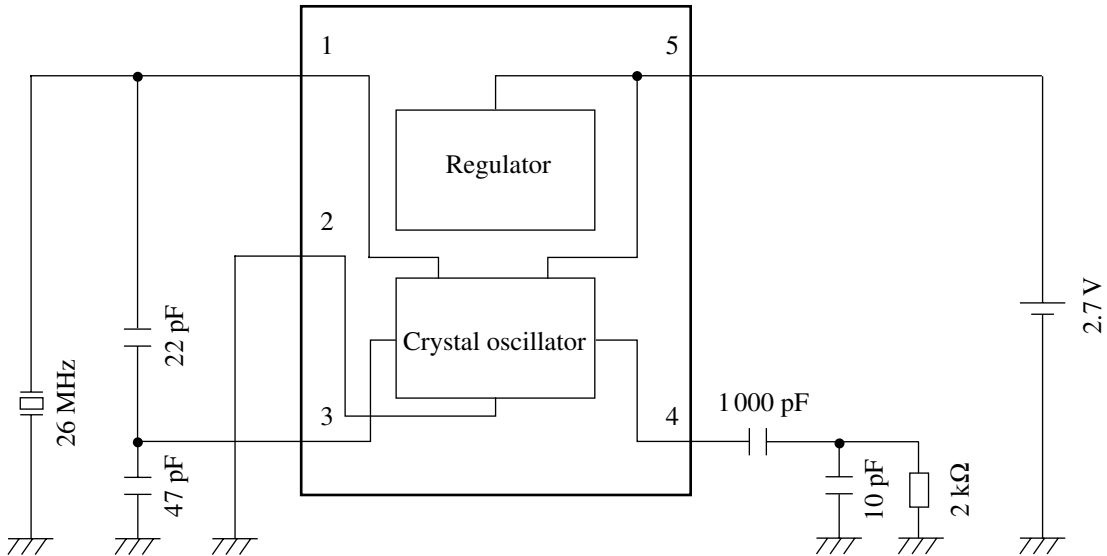 1
5
Regulator
2
Crystal oscillator
22 pF
26 MHz
3
4
1 000 pF
47 pF
10 pF
2 kΩ
2.7 V